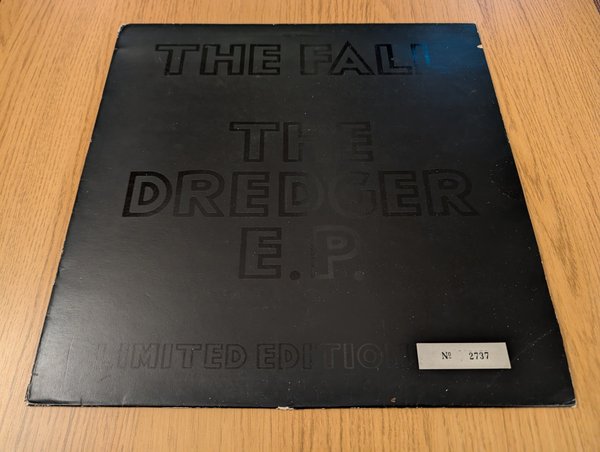 THE FALL
THE
DREDGER
E.P.
LIMITED EDITION
Nº 2737